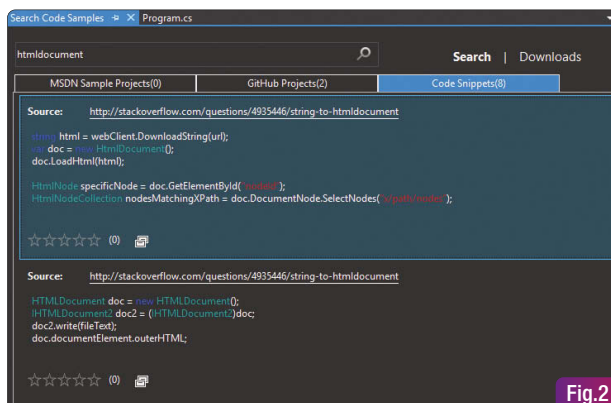 Search Code Samples Program.cs
htmldocument
Search | Downloads
MSDN Sample Projects(0) GitHub Projects(2) Code Snippets(8)
Source: http://stackoverflow.com/questions/4935446/string-to-htmldocument
string html = webClient.DownloadString(url);
var doc = new HtmlDocument();
doc.LoadHtml(html);
HtmlNode specificNode = doc.GetElementById("nodeId");
HtmlNodeCollection nodesMatchingXPath = doc.DocumentNode.SelectNodes("x/path/nodes");
(0)
Source: http://stackoverflow.com/questions/4935446/string-to-htmldocument
HTMLDocument doc = new HTMLDocument();
IHTMLDocument2 doc2 = (IHTMLDocument2)doc;
doc2.write(fileText);
doc.documentElement.outerHTML;
(0)
Fig.2